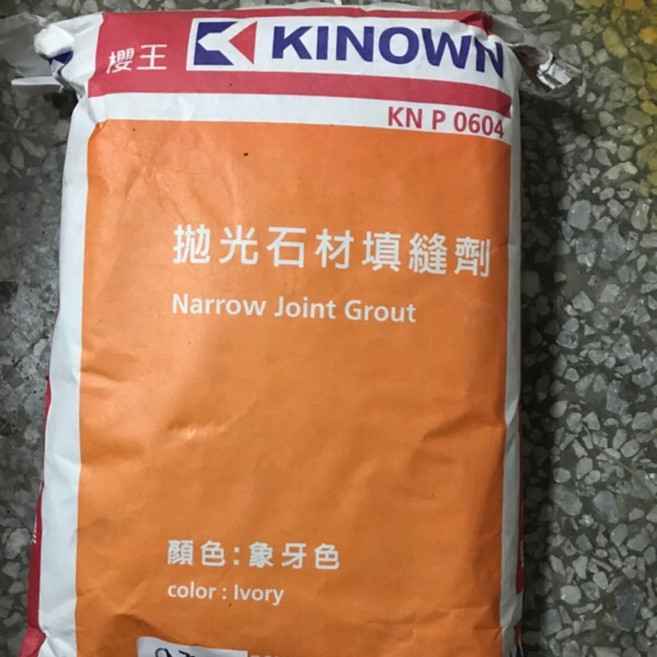 櫻王 KINOWN
KN P 0604
拋光石材填縫劑
Narrow Joint Grout
顏色:象牙色
color : Ivory